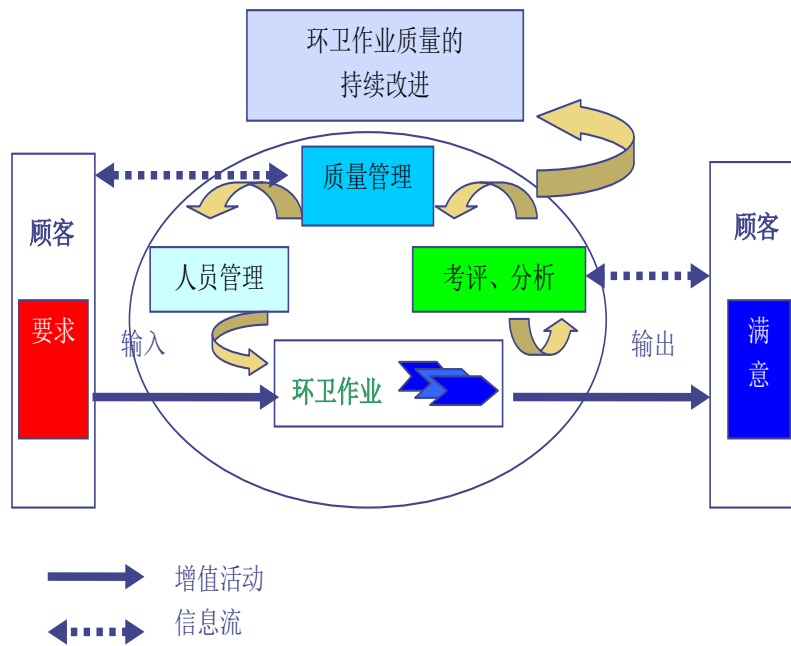 环卫作业质量的
持续改进
质量管理
顾客
顾客
人员管理
考评、分析
要求
输入
输出
满
意
环卫作业
增值活动
信息流